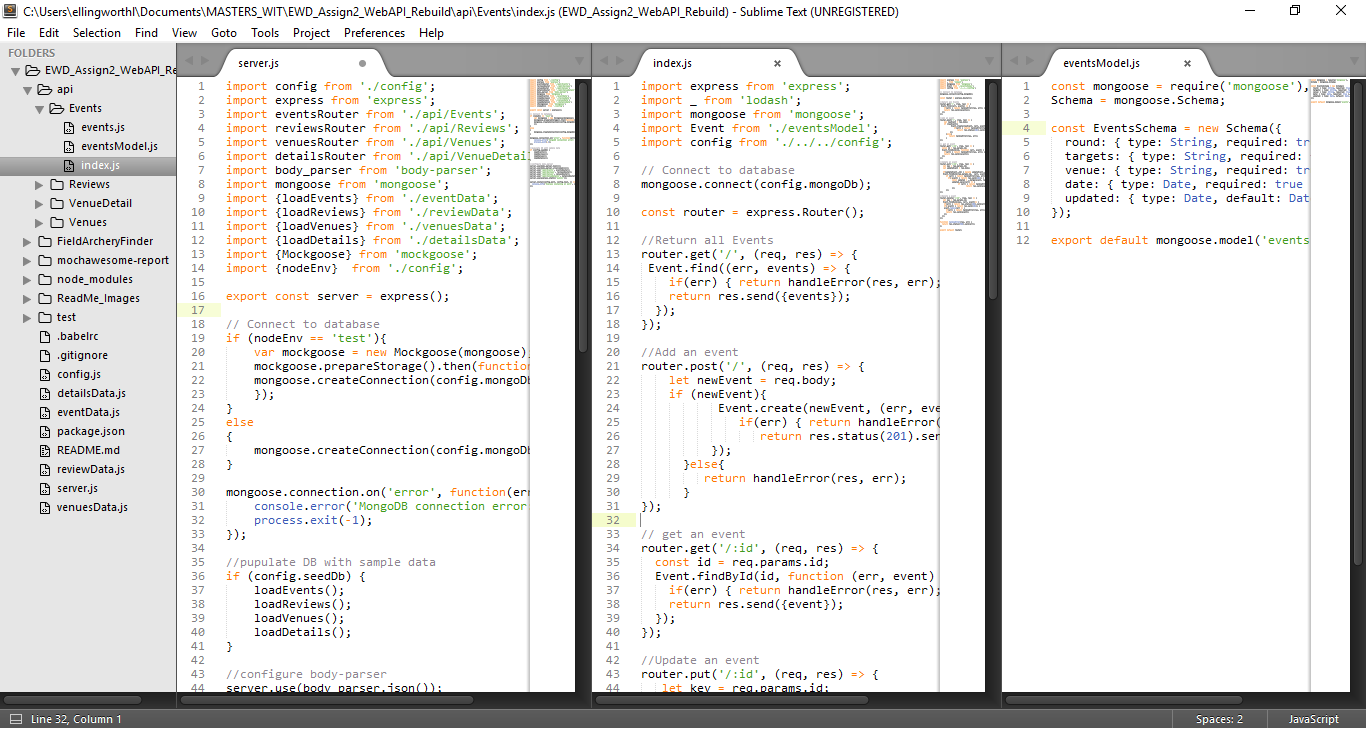 C:\Users\ellingworthl\Documents\MASTERS_WIT\EWD_Assign2_WebAPI_Rebuild\api\Events\index.js (EWD_Assign2_WebAPI_Rebuild) - Sublime Text (UNREGISTERED)
File Edit Selection Find View Goto Tools Project Preferences Help
FOLDERS
EWD_Assign2_WebAPI_Re
api
Events
events.js
eventsModel.js
index.js
Reviews
VenueDetail
Venues
FieldArcheryFinder
mochawesome-report
node_modules
ReadMe_Images
test
.babelrc
.gitignore
config.js
detailsData.js
eventData.js
package.json
README.md
reviewData.js
server.js
venuesData.js
server.js
1 import config from './config';
2 import express from 'express';
3 import eventsRouter from './api/Events';
4 import reviewsRouter from './api/Reviews';
5 import venuesRouter from './api/Venues';
6 import detailsRouter from './api/VenueDetai
7 import body_parser from 'body-parser';
8 import mongoose from 'mongoose';
9 import {loadEvents} from './eventData';
10 import {loadReviews} from './reviewData';
11 import {loadVenues} from './venuesData';
12 import {loadDetails} from './detailsData';
13 import {Mockgoose} from 'mockgoose';
14 import {nodeEnv}  from './config';
15
16 export const server = express();
17
18 // Connect to database
19 if (nodeEnv == 'test'){
20     var mockgoose = new Mockgoose(mongoose)
21     mockgoose.prepareStorage().then(function
22     mongoose.createConnection(config.mongoDb
23     });
24 }
25 else
26 {
27     mongoose.createConnection(config.mongoDb
28 }
29
30 mongoose.connection.on('error', function(err
31     console.error('MongoDB connection error
32     process.exit(-1);
33 });
34
35 //pupulate DB with sample data
36 if (config.seedDb) {
37     loadEvents();
38     loadReviews();
39     loadVenues();
40     loadDetails();
41 }
42
43 //configure body-parser
44 server.use(body_parser.json());
index.js
1 import express from 'express';
2 import _ from 'lodash';
3 import mongoose from 'mongoose';
4 import Event from './eventsModel';
5 import config from './../../config';
6
7 // Connect to database
8 mongoose.connect(config.mongoDb);
9
10 const router = express.Router();
11
12 //Return all Events
13 router.get('/', (req, res) => {
14  Event.find((err, events) => {
15     if(err) { return handleError(res, err);
16     return res.send({events});
17   });
18 });
19
20 //Add an event
21 router.post('/', (req, res) => {
22     let newEvent = req.body;
23     if (newEvent){
24            Event.create(newEvent, (err, eve
25               if(err) { return handleError(
26                  return res.status(201).sen
27           });
28       }else{
29          return handleError(res, err);
30       }
31 });
32
33 // get an event
34 router.get('/:id', (req, res) => {
35   const id = req.params.id;
36   Event.findById(id, function (err, event)
37     if(err) { return handleError(res, err);
38     return res.send({event});
39   });
40 });
41
42 //Update an event
43 router.put('/:id', (req, res) => {
44    let key = req.params.id;
eventsModel.js
1 const mongoose = require('mongoose'),
2 Schema = mongoose.Schema;
3
4 const EventsSchema = new Schema({
5   round: { type: String, required: tr
6   targets: { type: String, required:
7   venue: { type: String, required: tr
8   date: { type: Date, required: true
9   updated: { type: Date, default: Dat
10 });
11
12 export default mongoose.model('events
Line 32, Column 1
Spaces: 2
JavaScript